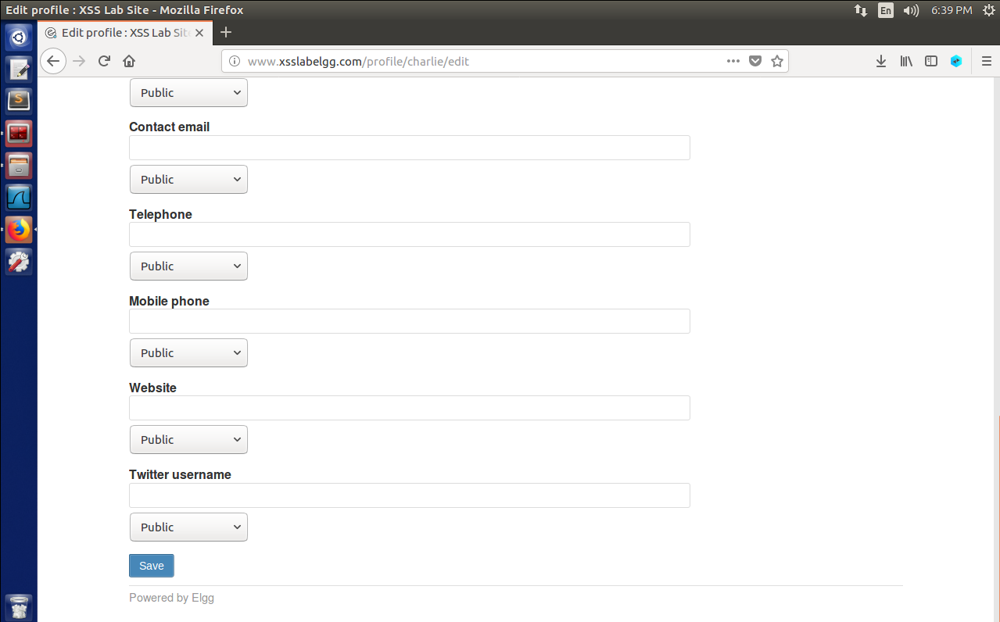 Edit profile : XSS Lab Site - Mozilla Firefox
En
6:39 PM
Edit profile : XSS Lab Sit
www.xsslabelgg.com/profile/charlie/edit
Public
Contact email
Public
Telephone
Public
Mobile phone
Public
Website
Public
Twitter username
Public
Save
Powered by Elgg